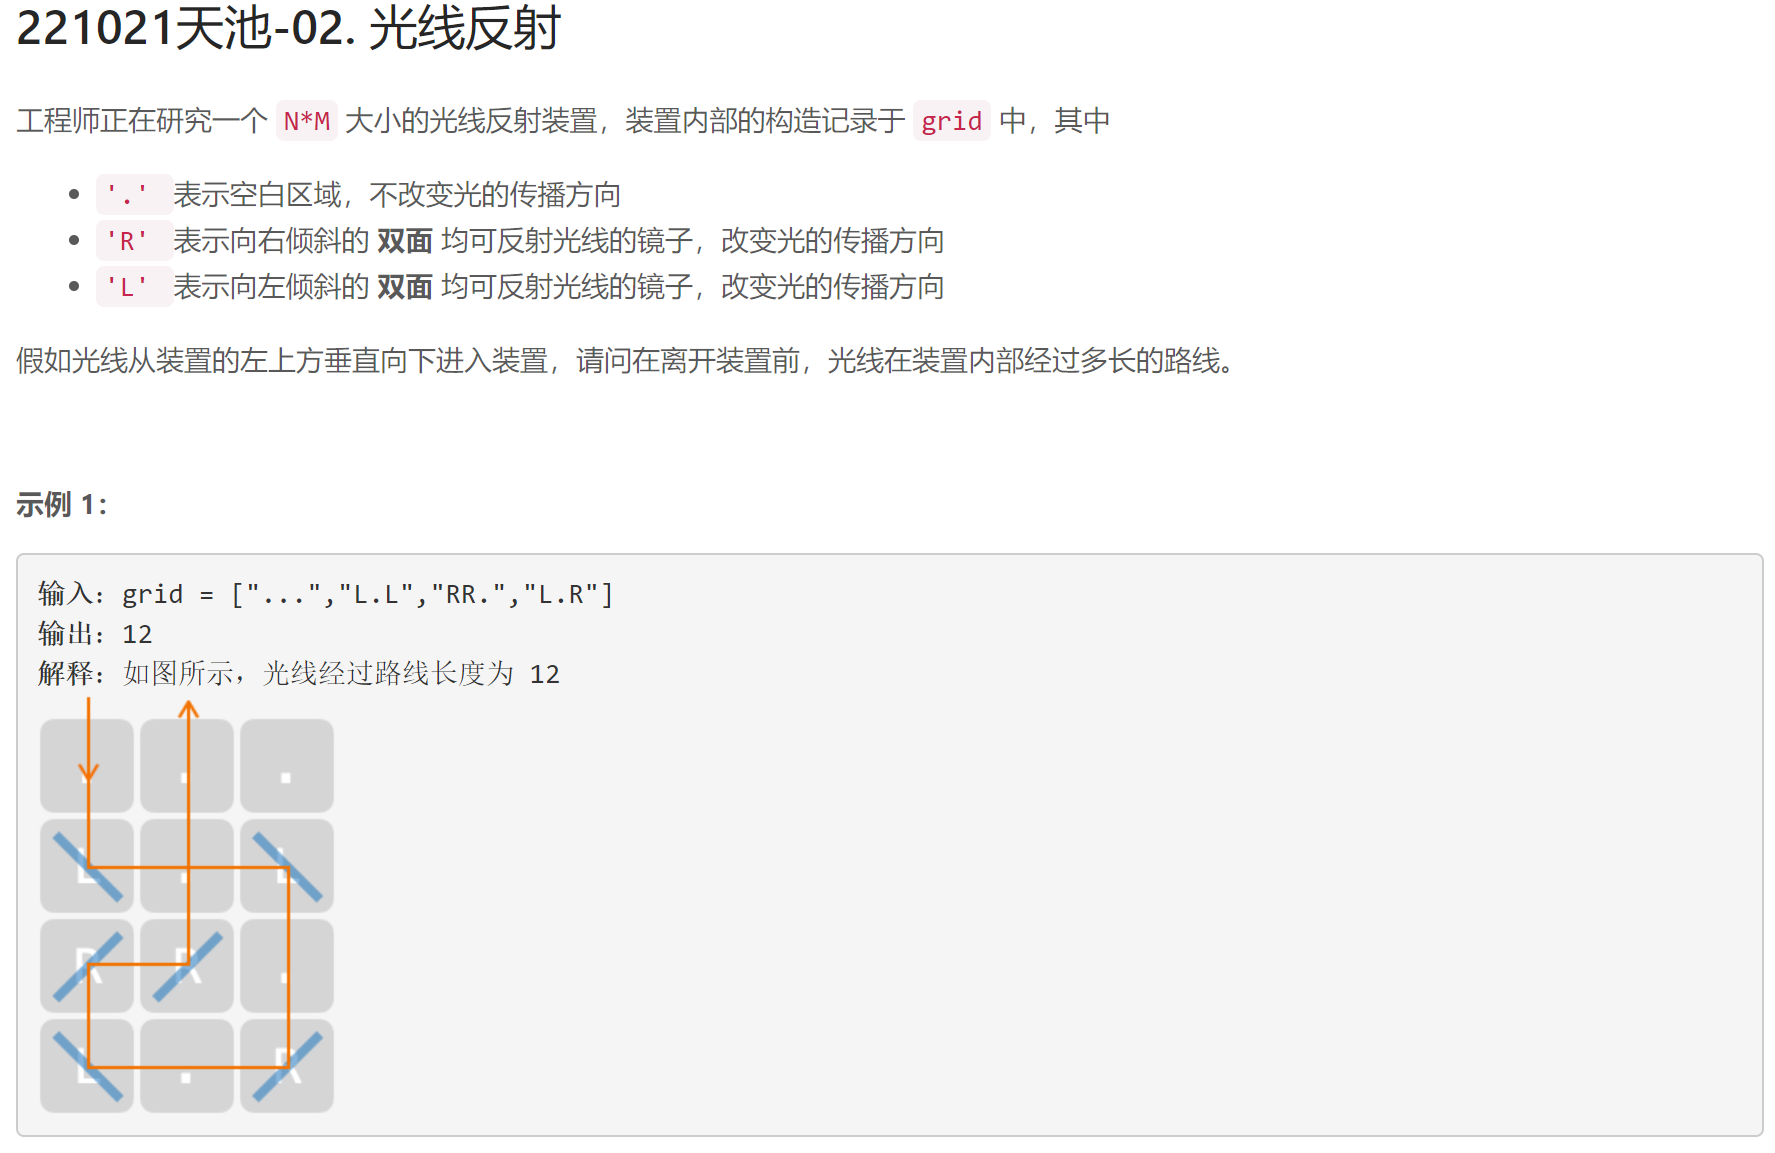 221021天池-02. 光线反射
工程师正在研究一个 N*M 大小的光线反射装置，装置内部的构造记录于 grid 中，其中
'.' 表示空白区域，不改变光的传播方向
'R' 表示向右倾斜的 双面 均可反射光线的镜子，改变光的传播方向
'L' 表示向左倾斜的 双面 均可反射光线的镜子，改变光的传播方向
假如光线从装置的左上方垂直向下进入装置，请问在离开装置前，光线在装置内部经过多长的路线。
示例 1：
输入：grid = ["...","L.L","RR.","L.R"]
输出：12
解释：如图所示，光线经过路线长度为 12
. . .
L . L
R R .
L . R